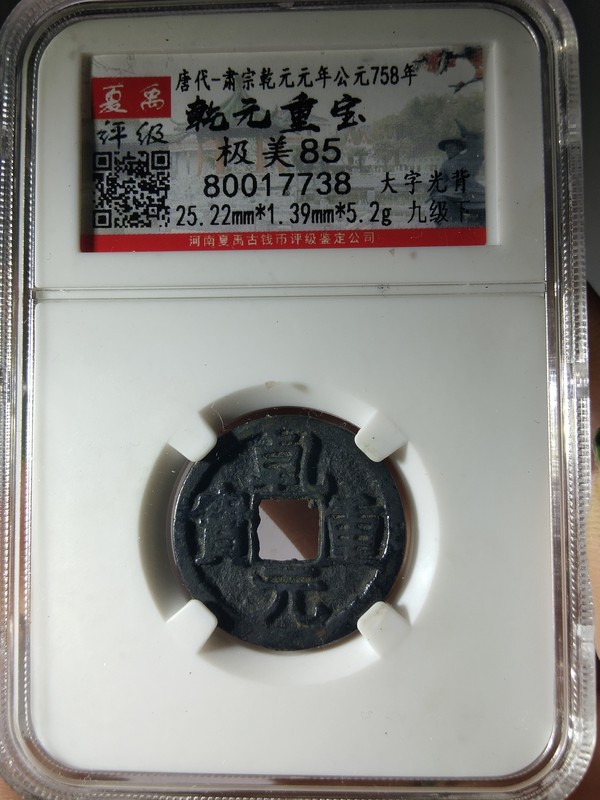 夏禹
评级
唐代-肃宗乾元元年公元758年
乾元重宝
极美85
80017738 大字光背
25.22mm*1.39mm*5.2g 九级下
河南夏禹古钱币评级鉴定公司
乾
元
重
寶